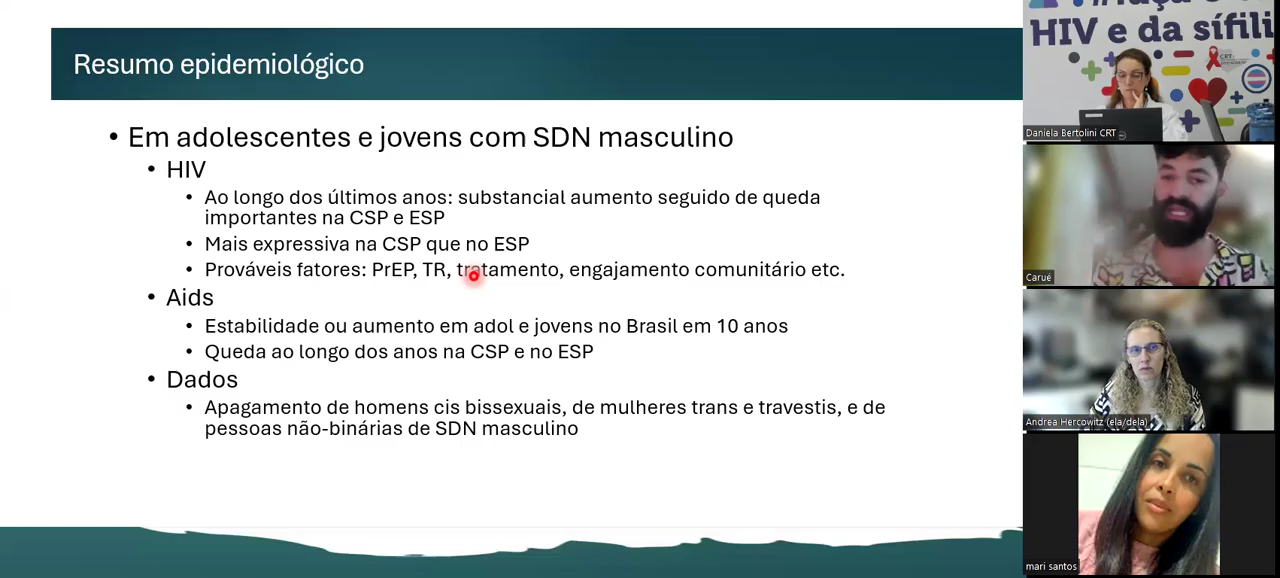 Resumo epidemiológico
• Em adolescentes e jovens com SDN masculino
• HIV
• Ao longo dos últimos anos: substancial aumento seguido de queda
importantes na CSP e ESP
• Mais expressiva na CSP que no ESP
• Prováveis fatores: PrEP, TR, tratamento, engajamento comunitário etc.
• Aids
• Estabilidade ou aumento em adol e jovens no Brasil em 10 anos
• Queda ao longo dos anos na CSP e no ESP
• Dados
• Apagamento de homens cis bissexuais, de mulheres trans e travestis, e de
pessoas não-binárias de SDN masculino
HIV e da sífili
CRT
Daniela Bertolini CRT
Carué
Andrea Hercowitz (ela/dela)
mari santos